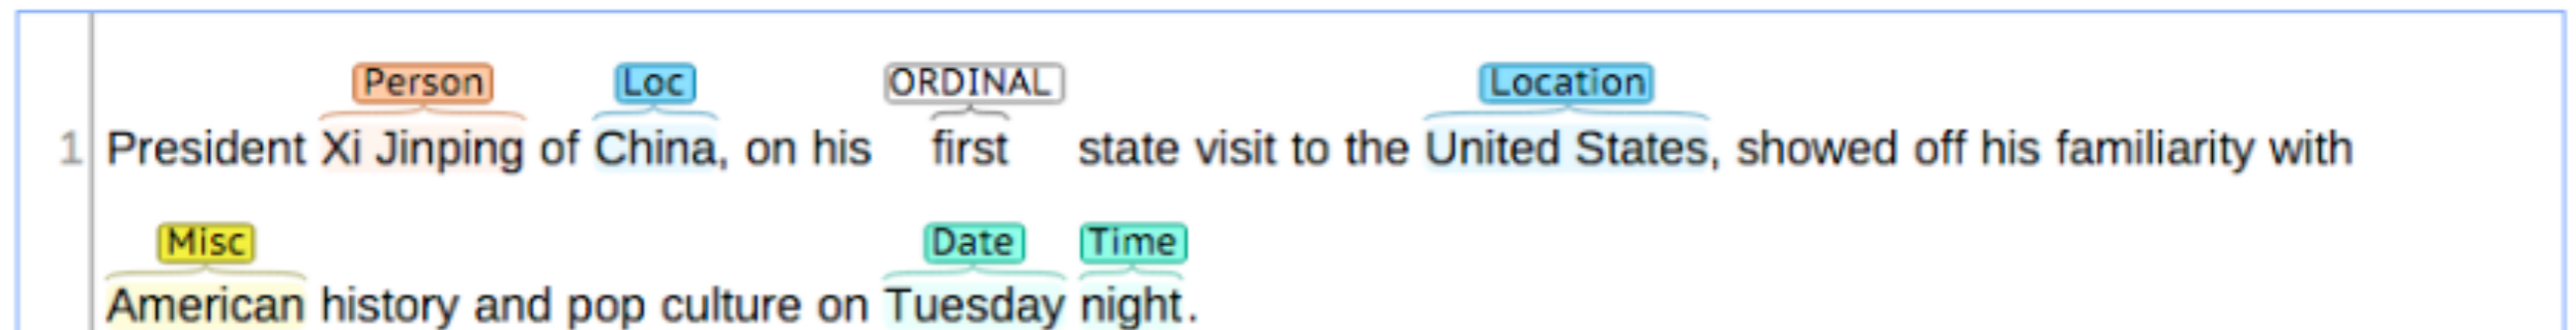 Person Loc ORDINAL Location
1 President Xi Jinping of China, on his first state visit to the United States, showed off his familiarity with
Misc Date Time
American history and pop culture on Tuesday night.